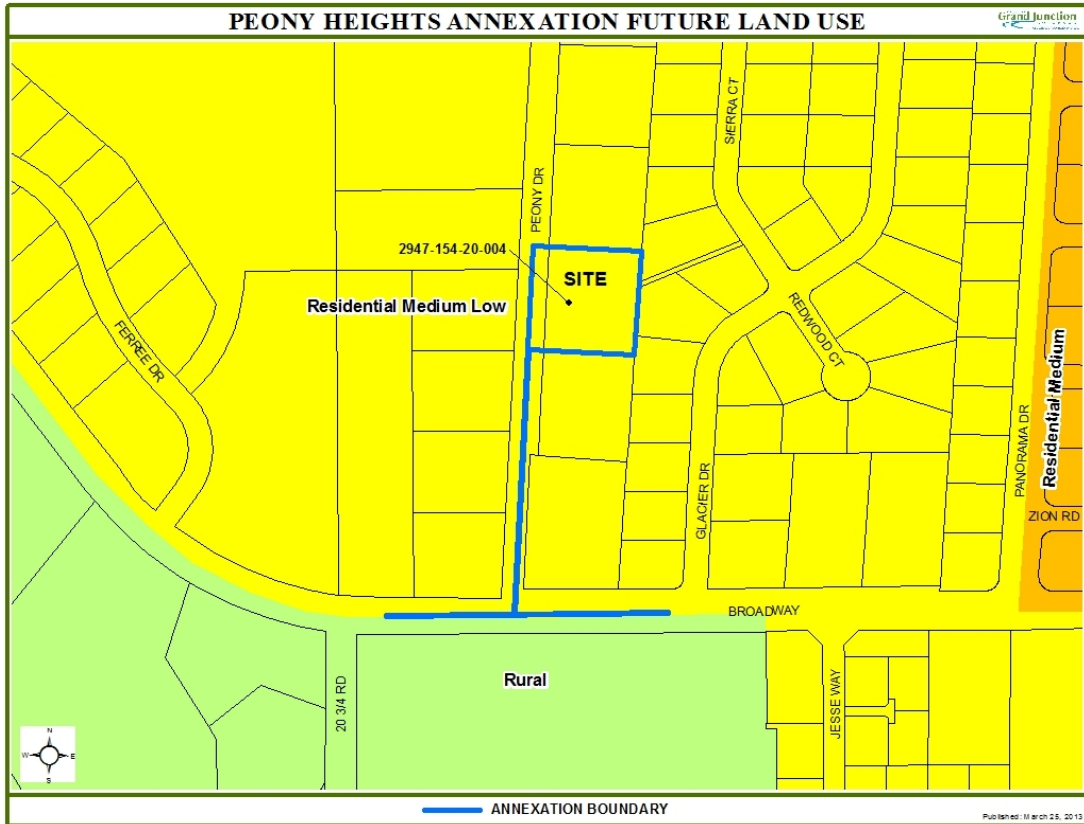 PEONY HEIGHTS ANNEXATION FUTURE LAND USE
Grand Junction
SIERRA CT
PEONY DR
2947-154-20-004
SITE
Residential Medium Low
REDWOOD CT
FERREE DR
Residential Medium
PANORAMA DR
GLACIER DR
ZION RD
BROADWAY
Rural
20 3/4 RD
JESSE WAY
N
W
E
S
ANNEXATION BOUNDARY
Published: March 25, 2013